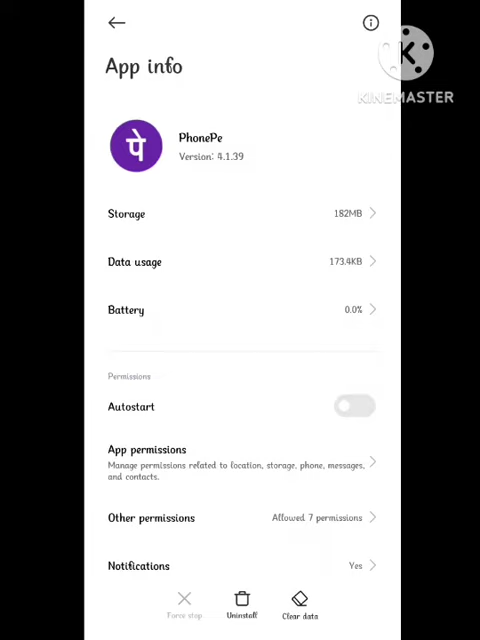 App info
KINEMASTER
पे
PhonePe
Version: 4.1.39
Storage 182MB
Data usage 173.4KB
Battery 0.0%
Permissions
Autostart
App permissions
Manage permissions related to location, storage, phone, messages,
and contacts.
Other permissions Allowed 7 permissions
Notifications Yes
Force stop Uninstall Clear data